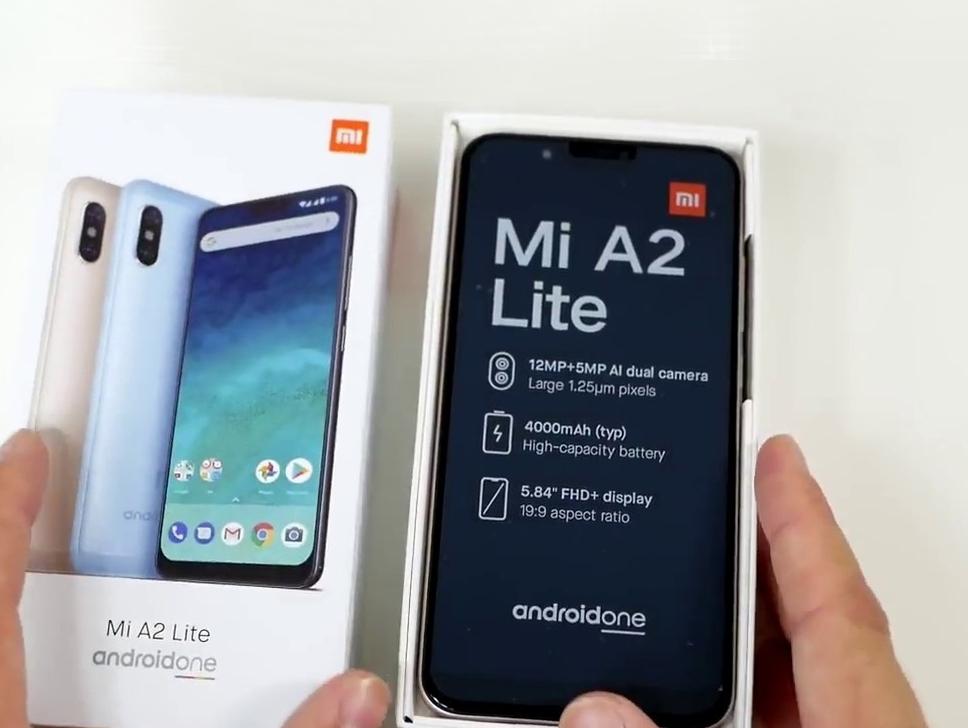 mi
andr
Mi A2 Lite
androidone
mi
Mi A2
Lite
12MP+5MP AI dual camera
Large 1.25μm pixels
4000mAh (typ)
High-capacity battery
5.84" FHD+ display
19:9 aspect ratio
androidone